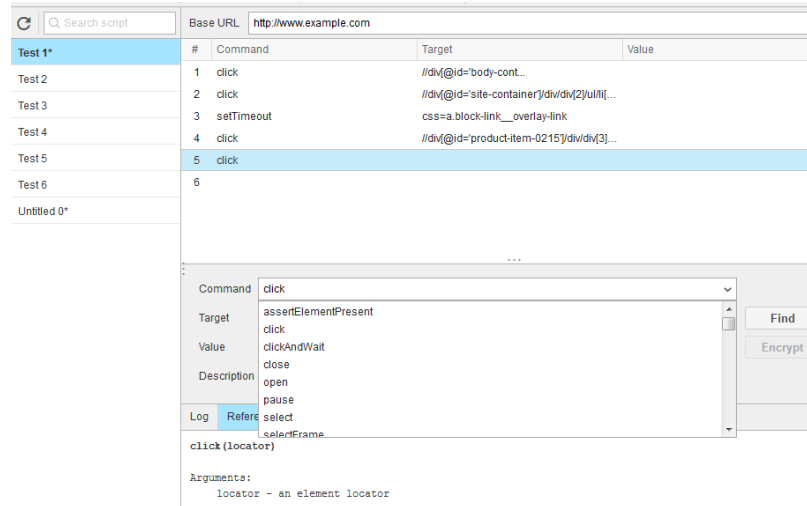 Search script
Base URL http://www.example.com
Test 1*
Test 2
Test 3
Test 4
Test 5
Test 6
Untitled 0*
# Command Target Value
1 click //div[@id='body-cont...
2 click //div[@id='site-container']/div/div[2]/ul/li[...
3 setTimeout css=a.block-link__overlay-link
4 click //div[@id='product-item-0215']/div/div[3]...
5 click
6
...
Command click
Target
Value
Description
assertElementPresent
click
clickAndWait
close
open
pause
select
selectFrame
Find
Encrypt
Log Refere
click(locator)
Arguments:
locator - an element locator